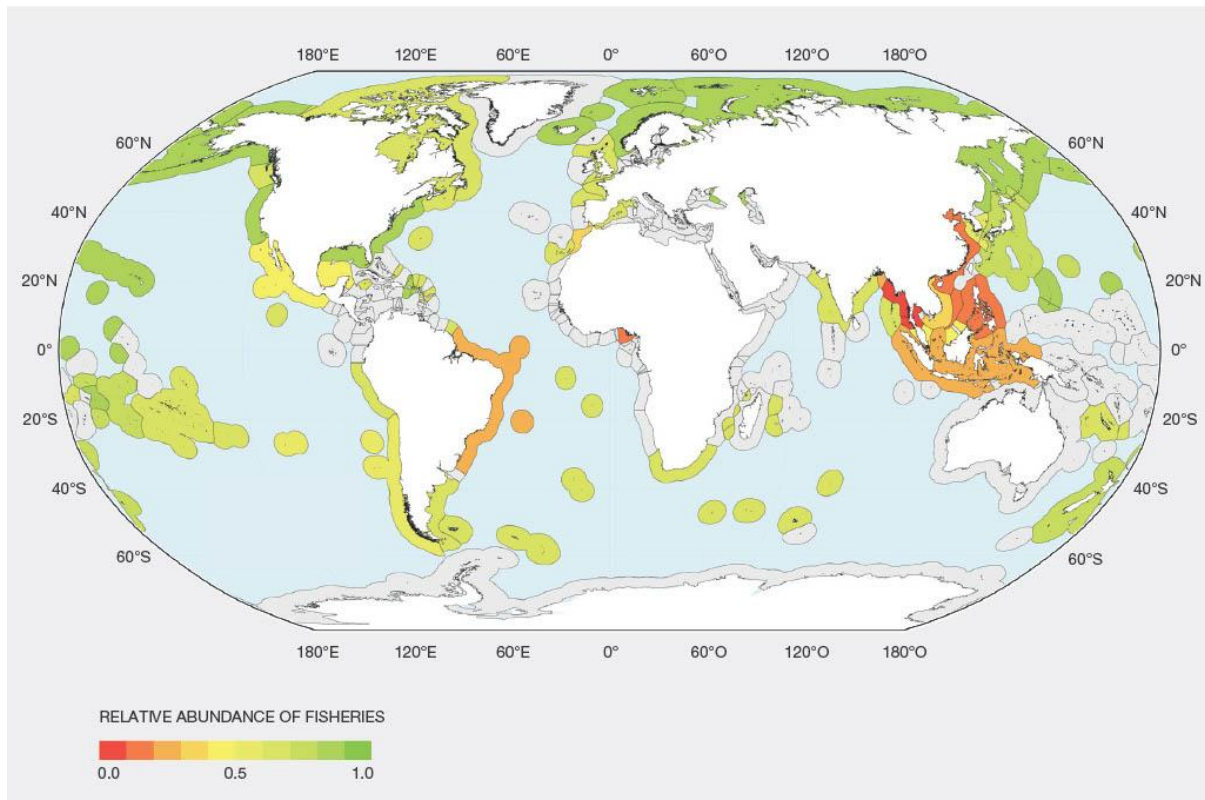 180°E 120°E 60°E 0° 60°O 120°O 180°O
60°N 60°N
40°N 40°N
20°N 20°N
0° 0°
20°S 20°S
40°S 40°S
60°S 60°S
180°E 120°E 60°E 0° 60°O 120°O 180°O
RELATIVE ABUNDANCE OF FISHERIES
0.0 0.5 1.0